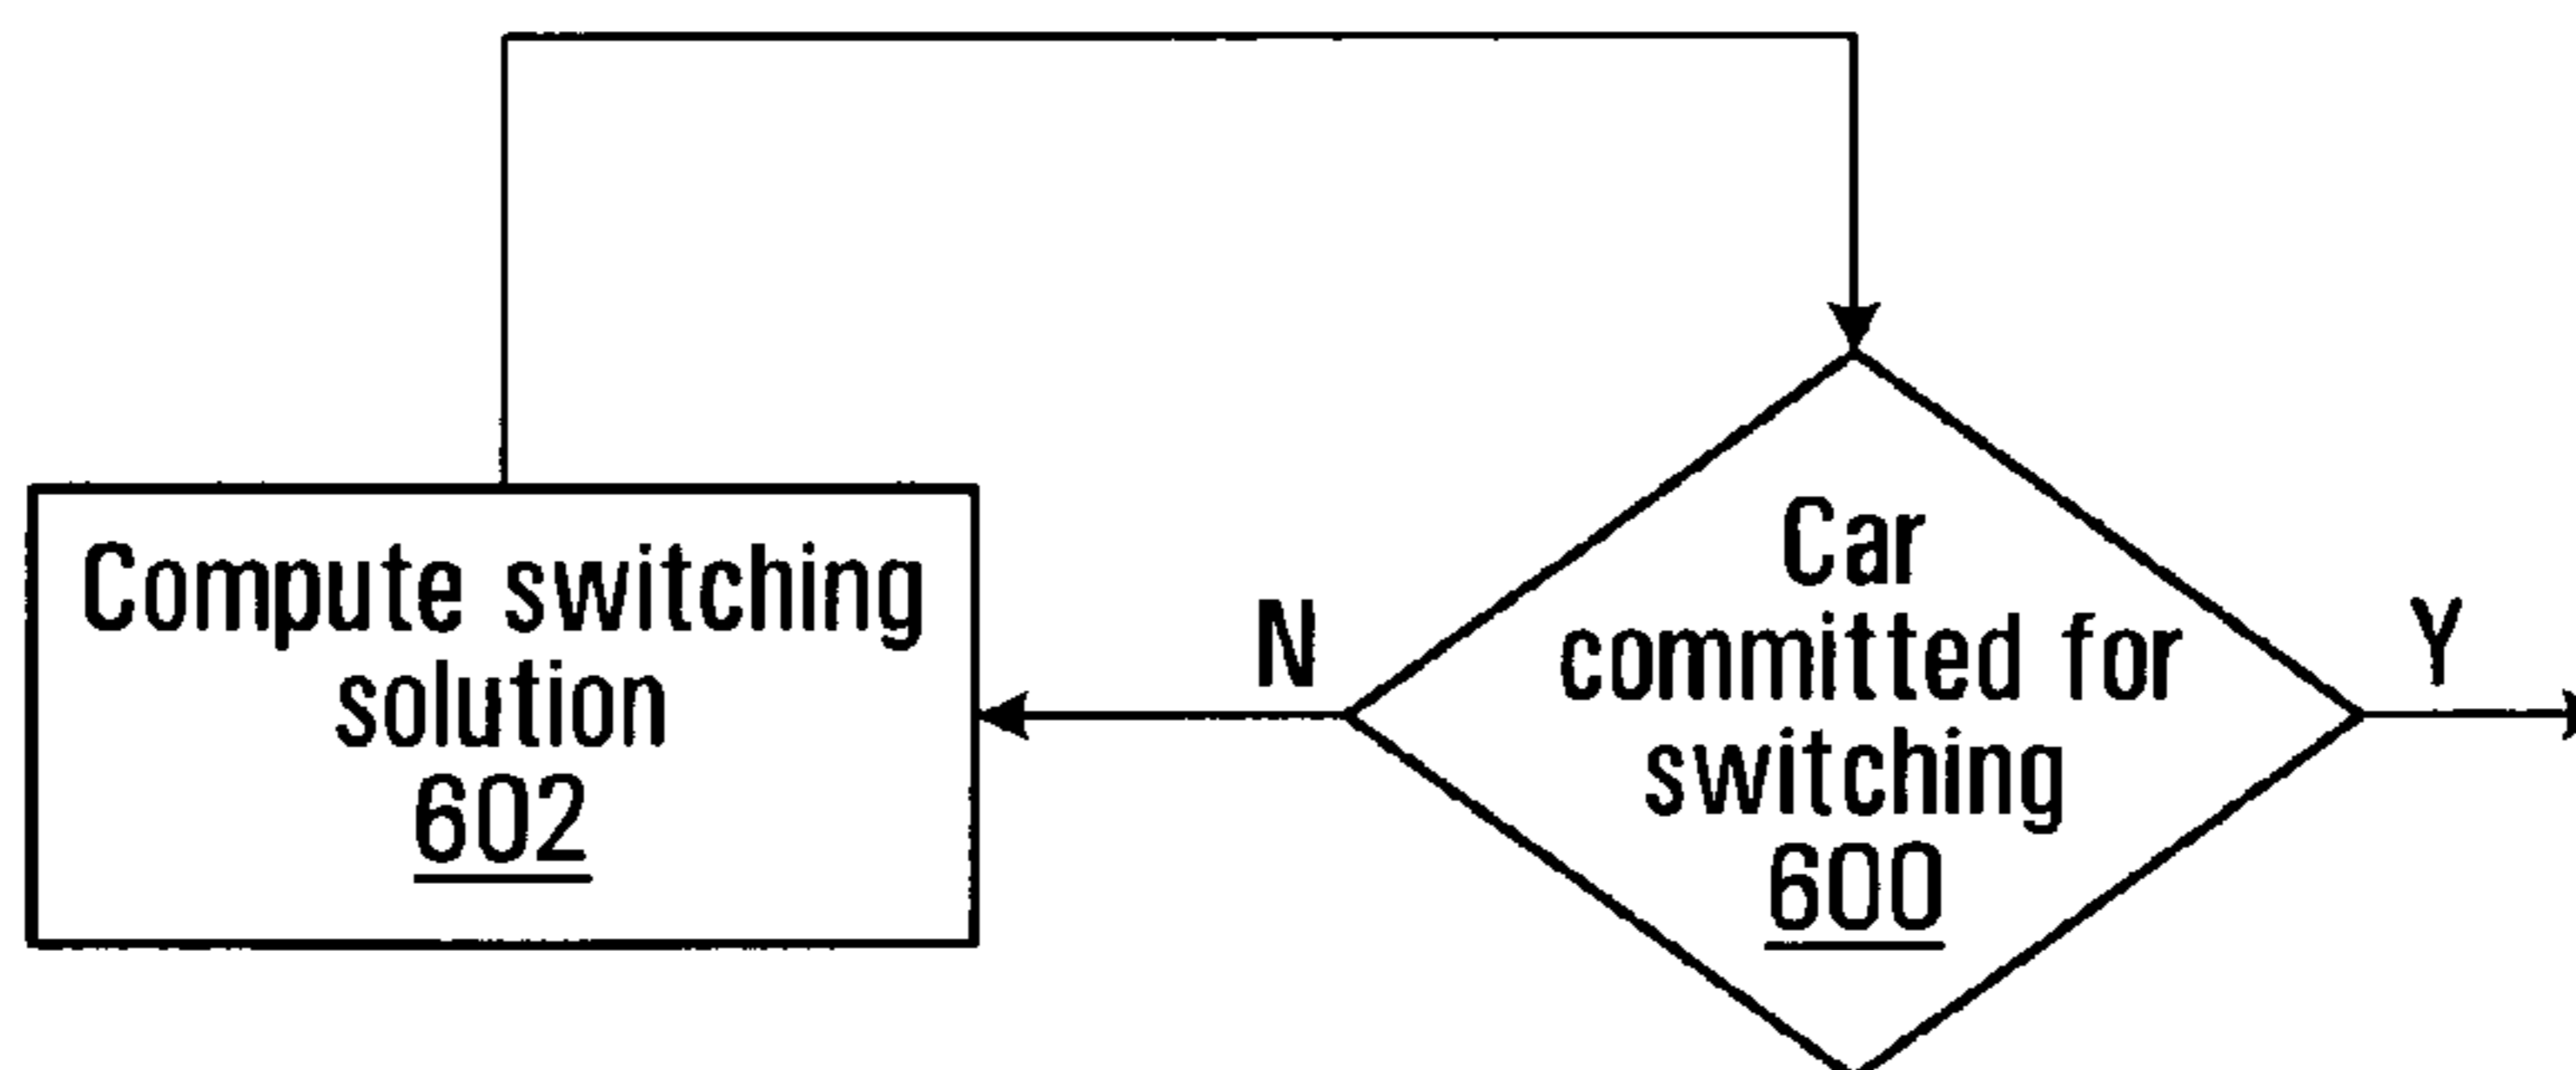 Compute switching
solution
602
N
Car
committed for
switching
600
Y